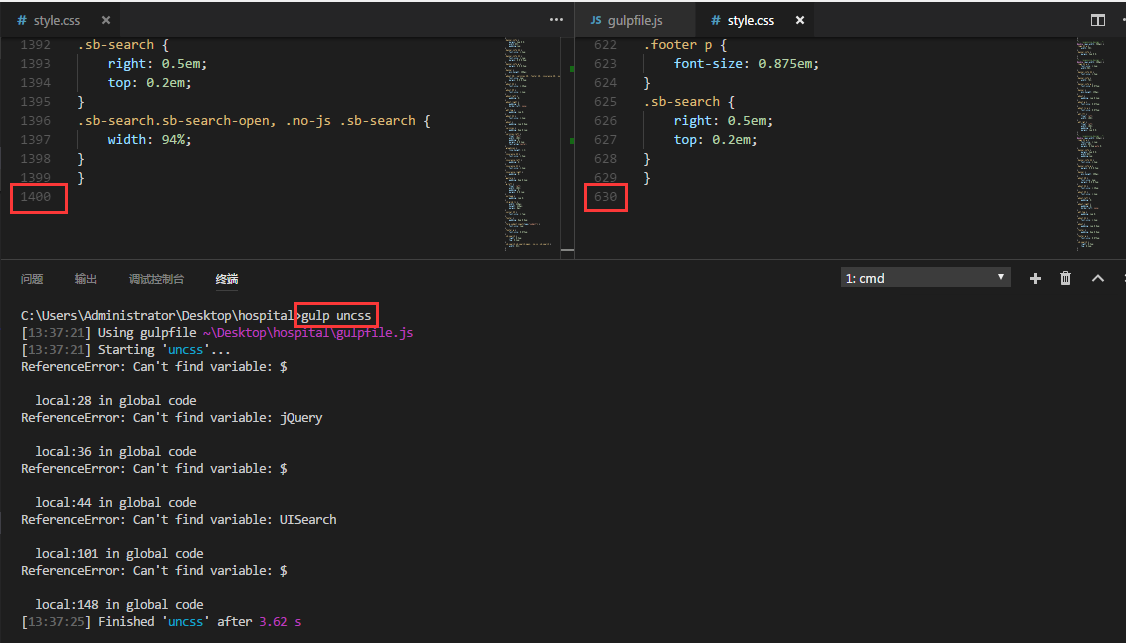 # style.css × ···
1392 .sb-search {
1393 right: 0.5em;
1394 top: 0.2em;
1395 }
1396 .sb-search.sb-search-open, .no-js .sb-search {
1397 width: 94%;
1398 }
1399 }
1400
JS gulpfile.js # style.css ×
622 .footer p {
623 font-size: 0.875em;
624 }
625 .sb-search {
626 right: 0.5em;
627 top: 0.2em;
628 }
629 }
630
问题 输出 调试控制台 终端 1: cmd
C:\Users\Administrator\Desktop\hospital>gulp uncss
[13:37:21] Using gulpfile ~\Desktop\hospital\gulpfile.js
[13:37:21] Starting 'uncss'...
ReferenceError: Can't find variable: $
local:28 in global code
ReferenceError: Can't find variable: jQuery
local:36 in global code
ReferenceError: Can't find variable: $
local:44 in global code
ReferenceError: Can't find variable: UISearch
local:101 in global code
ReferenceError: Can't find variable: $
local:148 in global code
[13:37:25] Finished 'uncss' after 3.62 s